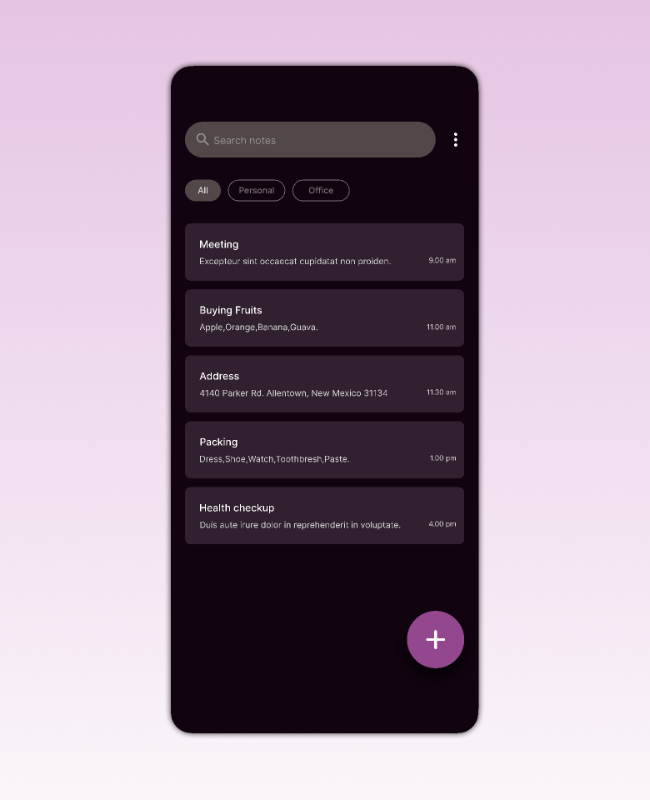 Search notes
All
Personal
Office
Meeting
Excepteur sint occaecat cupidatat non proiden.
9.00 am
Buying Fruits
Apple,Orange,Banana,Guava.
11.00 am
Address
4140 Parker Rd. Allentown, New Mexico 31134
11.30 am
Packing
Dress,Shoe,Watch,Toothbresh,Paste.
1.00 pm
Health checkup
Duis aute irure dolor in reprehenderit in voluptate.
4.00 pm